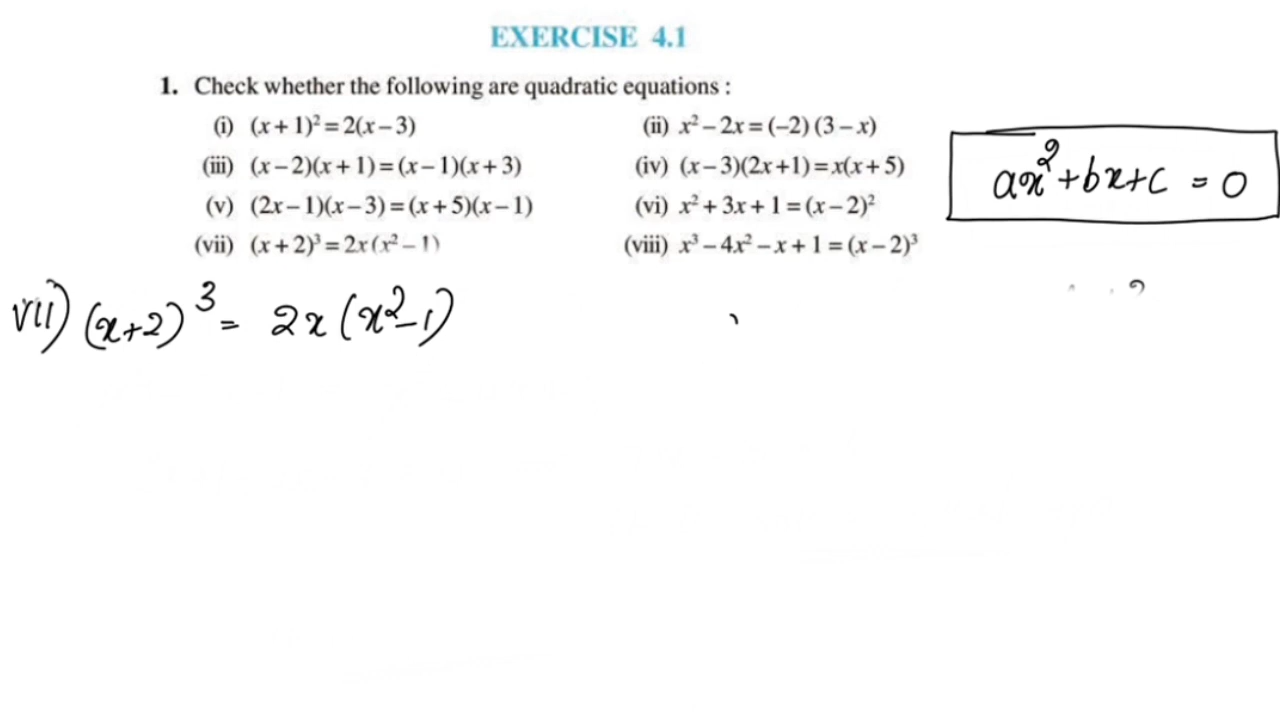 EXERCISE 4.1
1. Check whether the following are quadratic equations :
(i) (x + 1)² = 2(x – 3) (ii) x² – 2x = (–2) (3 – x)
(iii) (x – 2)(x + 1) = (x – 1)(x + 3) (iv) (x – 3)(2x +1) = x(x + 5)
(v) (2x – 1)(x – 3) = (x + 5)(x – 1) (vi) x² + 3x + 1 = (x – 2)²
(vii) (x + 2)³ = 2x (x² – 1) (viii) x³ – 4x² – x + 1 = (x – 2)³
ax² + bx + c = 0
vii) (x+2)³ = 2x (x²-1)